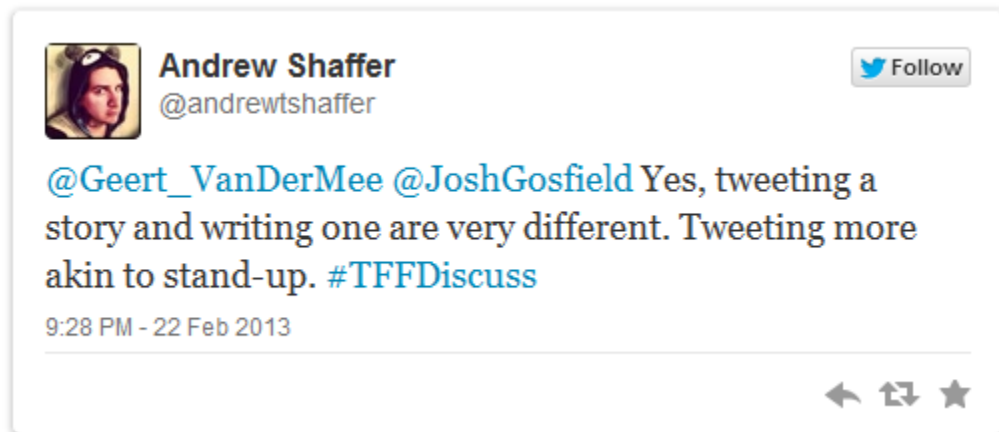 Andrew Shaffer
Follow
@andrewtshaffer
@Geert_VanDerMee @JoshGosfield Yes, tweeting a
story and writing one are very different. Tweeting more
akin to stand-up. #TFFDiscuss
9:28 PM - 22 Feb 2013